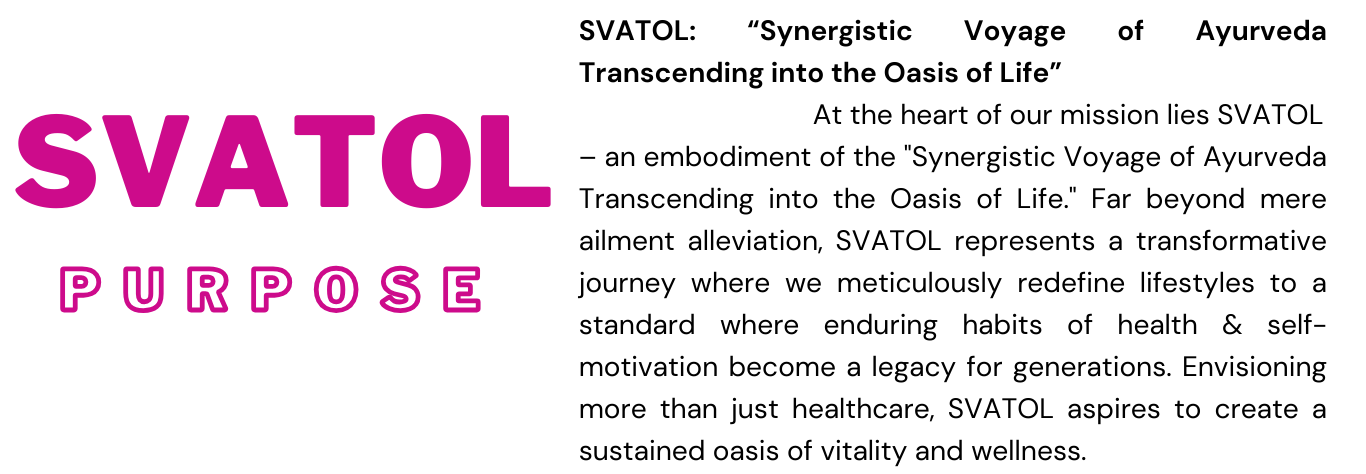 SVATOL
PURPOSE
SVATOL: “Synergistic Voyage of Ayurveda
Transcending into the Oasis of Life”
At the heart of our mission lies SVATOL
– an embodiment of the "Synergistic Voyage of Ayurveda
Transcending into the Oasis of Life." Far beyond mere
ailment alleviation, SVATOL represents a transformative
journey where we meticulously redefine lifestyles to a
standard where enduring habits of health & self-
motivation become a legacy for generations. Envisioning
more than just healthcare, SVATOL aspires to create a
sustained oasis of vitality and wellness.